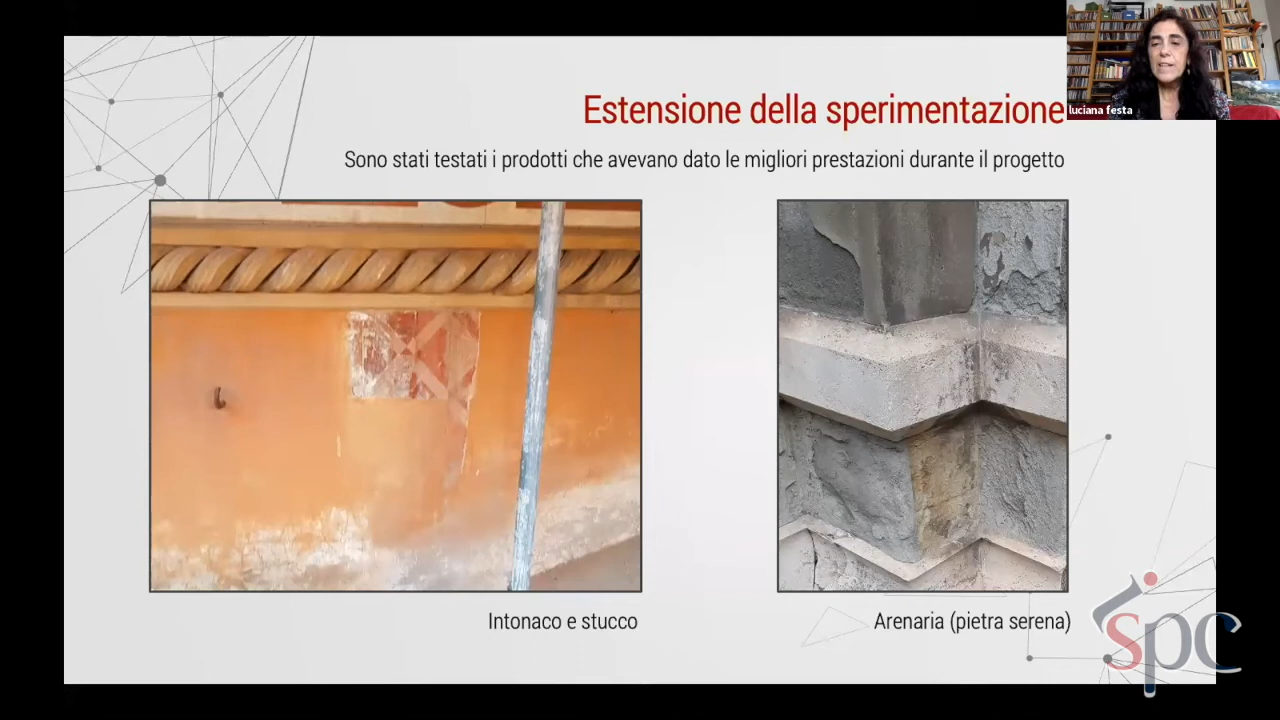 Estensione della sperimentazione
luciana festa
Sono stati testati i prodotti che avevano dato le migliori prestazioni durante il progetto
Intonaco e stucco
Arenaria (pietra serena)
spc